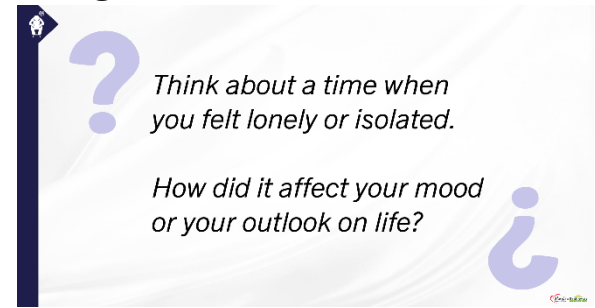 ?
Think about a time when
you felt lonely or isolated.
How did it affect your mood
or your outlook on life?
¿